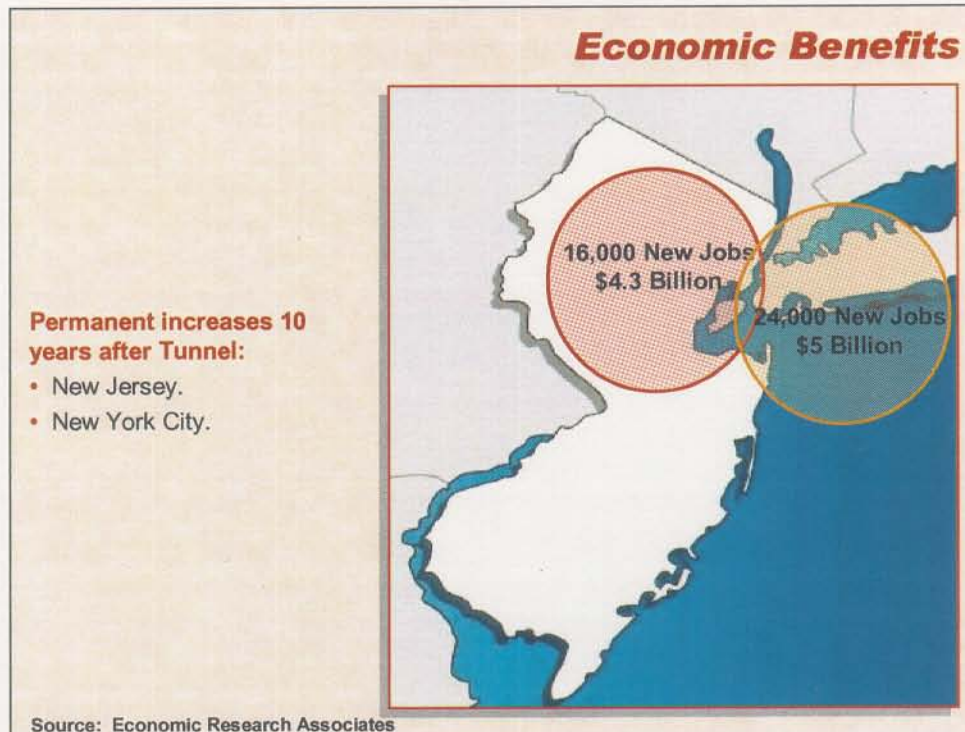 Economic Benefits
16,000 New Jobs
$4.3 Billion
24,000 New Jobs
$5 Billion
Permanent increases 10
years after Tunnel:
• New Jersey.
• New York City.
Source: Economic Research Associates